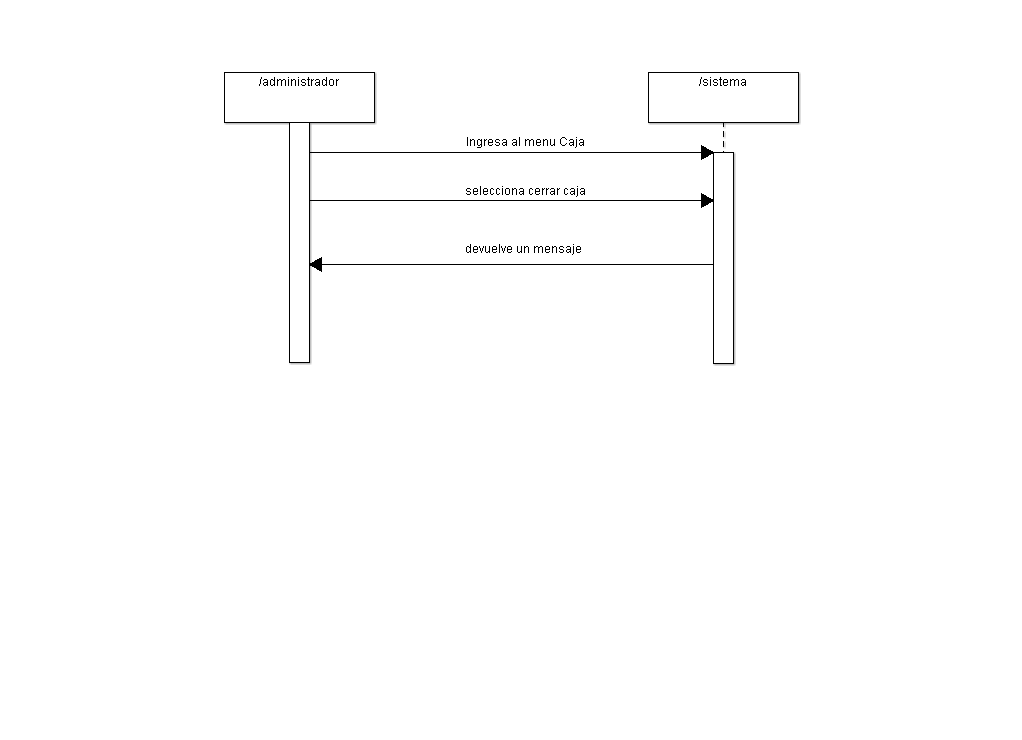 /administrador
/sistema
Ingresa al menu Caja
selecciona cerrar caja
devuelve un mensaje